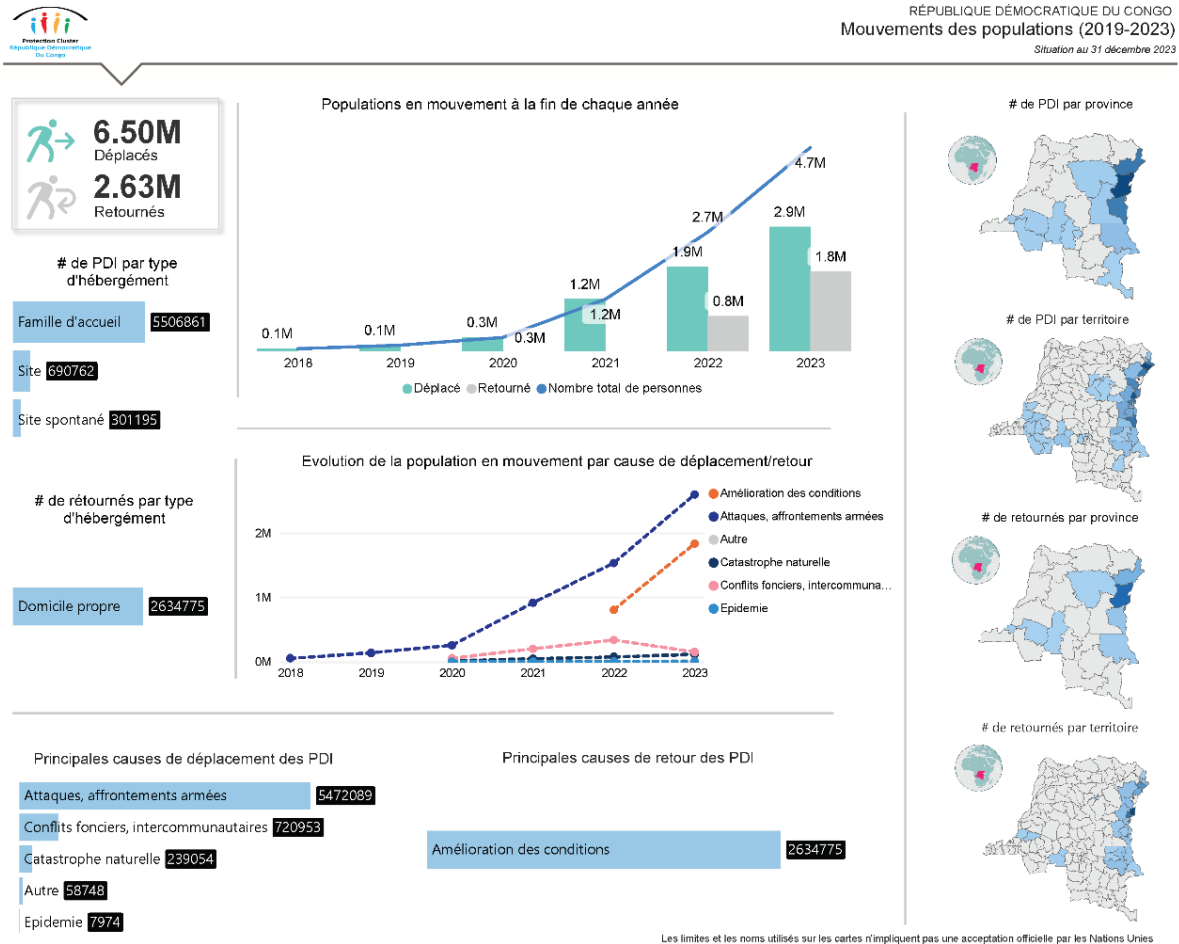 Protection Cluster
République Démocratique
Du Congo
RÉPUBLIQUE DÉMOCRATIQUE DU CONGO
Mouvements des populations (2019-2023)
Situation au 31 décembre 2023
6.50M
Déplacés
2.63M
Retournés
# de PDI par type
d'hébergément
Famille d'accueil 5506861
Site 690762
Site spontané 301195
# de rétournés par type
d'hébergément
Domicile propre 2634775
Populations en mouvement à la fin de chaque année
4.7M
2.9M
2.7M
1.9M
1.8M
1.2M
0.8M
1.2M
0.3M
0.1M
0.1M
0.3M
2018 2019 2020 2021 2022 2023
Déplacé Retourné Nombre total de personnes
Evolution de la population en mouvement par cause de déplacement/retour
2M
1M
0M
2018 2019 2020 2021 2022 2023
Amélioration des conditions
Attaques, affrontements armées
Autre
Catastrophe naturelle
Conflits fonciers, intercommuna...
Epidemie
Principales causes de déplacement des PDI
Attaques, affrontements armées 5472089
Conflits fonciers, intercommunautaires 720953
Catastrophe naturelle 239054
Autre 58748
Epidemie 7974
Principales causes de retour des PDI
Amélioration des conditions 2634775
# de PDI par province
# de PDI par territoire
# de retournés par province
# de retournés par territoire
Les limites et les noms utilisés sur les cartes n'impliquent pas une acceptation officielle par les Nations Unies